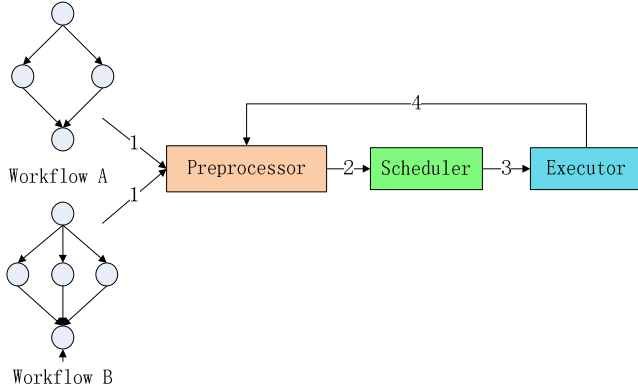 4
1
Preprocessor
2
Scheduler
3
Executor
Workflow A
1
Workflow B